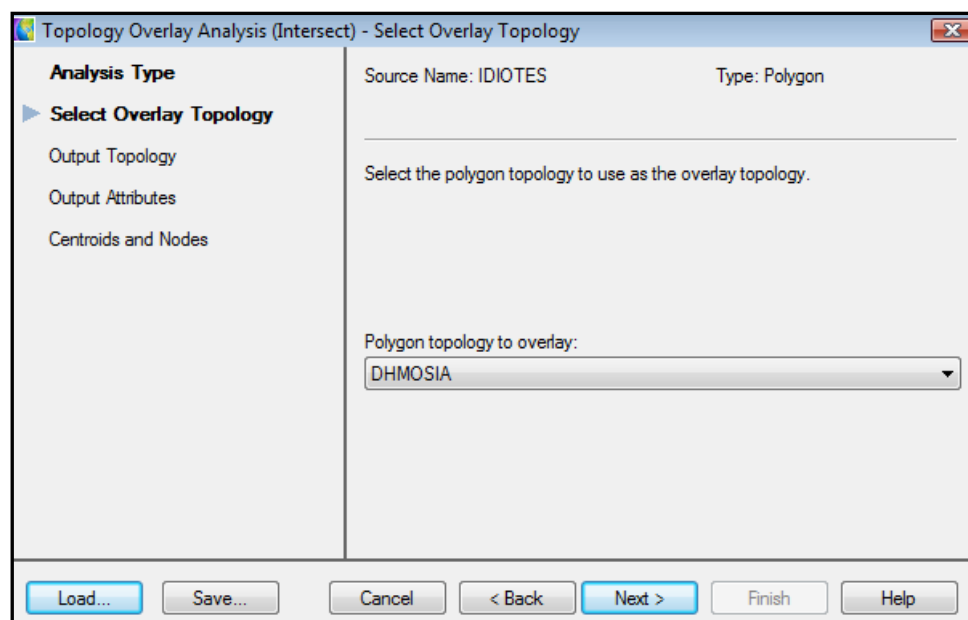 Topology Overlay Analysis (Intersect) - Select Overlay Topology
Analysis Type
Select Overlay Topology
Output Topology
Output Attributes
Centroids and Nodes
Source Name: IDIOTES Type: Polygon
Select the polygon topology to use as the overlay topology.
Polygon topology to overlay:
DHMOSIA
Load... Save... Cancel < Back Next > Finish Help